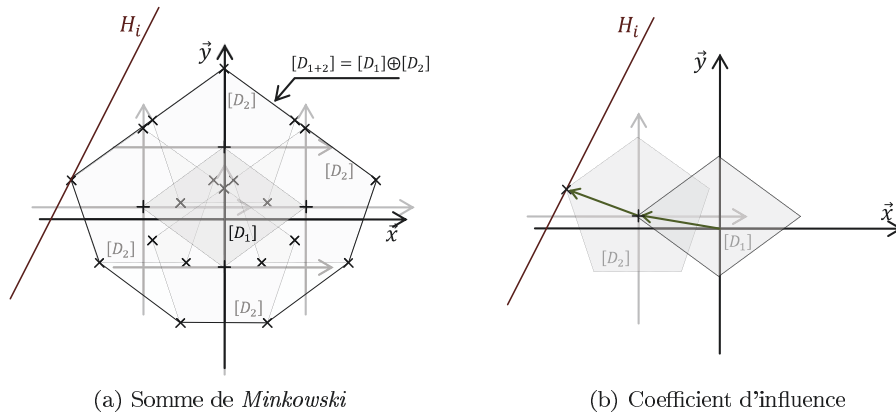 H_i
y⃗
[D_{1+2}] = [D_1]⊕[D_2]
[D_2]
[D_2]
[D_1]
x⃗
[D_2]
[D_2]
(a) Somme de Minkowski
H_i
y⃗
x⃗
[D_1]
[D_2]
(b) Coefficient d'influence